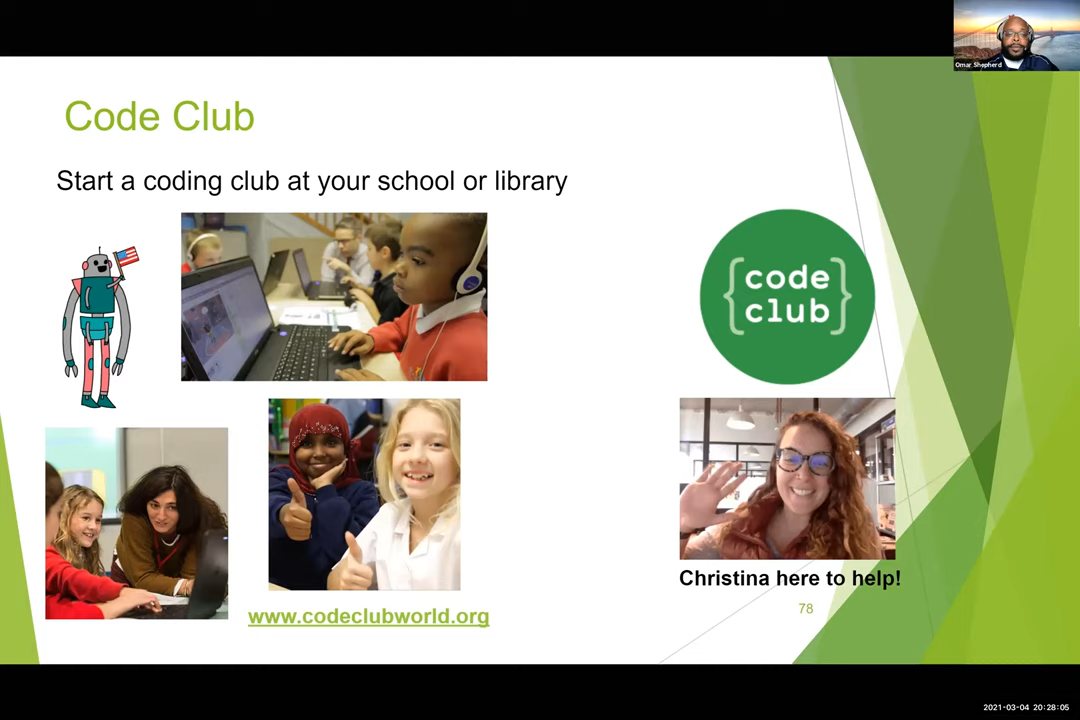 Omar Shepherd
Code Club
Start a coding club at your school or library
{code
club}
Christina here to help!
www.codeclubworld.org
78
2021-03-04 20:28:05